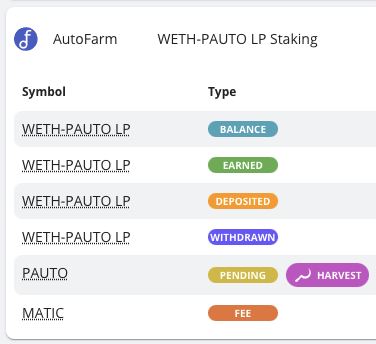 AutoFarm WETH-PAUTO LP Staking
Symbol Type
WETH-PAUTO LP BALANCE
WETH-PAUTO LP EARNED
WETH-PAUTO LP DEPOSITED
WETH-PAUTO LP WITHDRAWN
PAUTO PENDING HARVEST
MATIC FEE